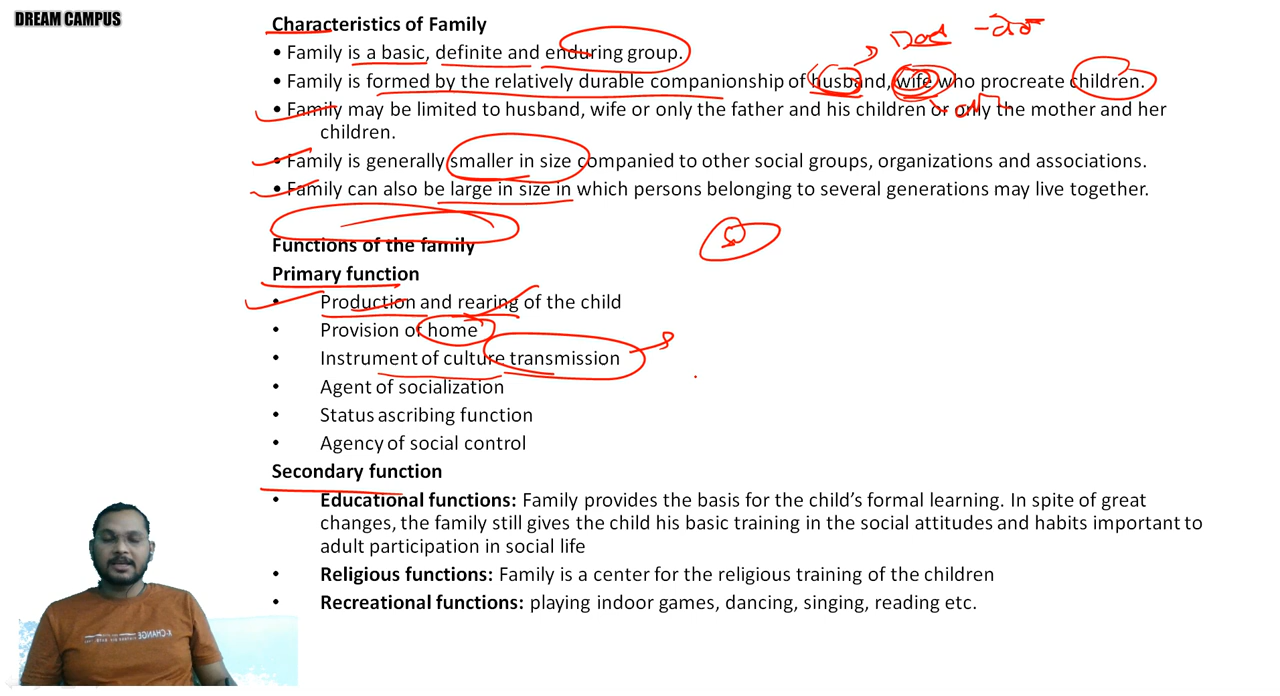 DREAM CAMPUS
Characteristics of Family
• Family is a basic, definite and enduring group.
Dad
• Family is formed by the relatively durable companionship of husband, wife who procreate children.
• Family may be limited to husband, wife or only the father and his children or only the mother and her
children.
• Family is generally smaller in size companied to other social groups, organizations and associations.
• Family can also be large in size in which persons belonging to several generations may live together.
Functions of the family
Primary function
• Production and rearing of the child
• Provision of home
• Instrument of culture transmission
• Agent of socialization
• Status ascribing function
• Agency of social control
Secondary function
• Educational functions: Family provides the basis for the child's formal learning. In spite of great
changes, the family still gives the child his basic training in the social attitudes and habits important to
adult participation in social life
• Religious functions: Family is a center for the religious training of the children
• Recreational functions: playing indoor games, dancing, singing, reading etc.